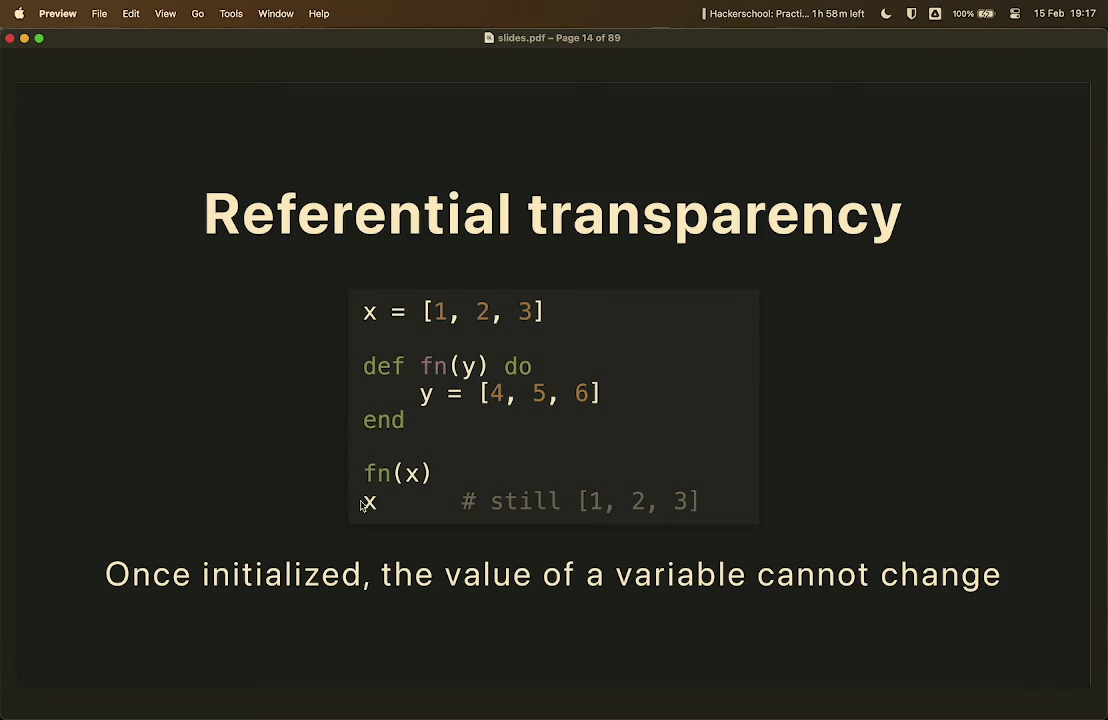 Preview File Edit View Go Tools Window Help Hackerschool: Practi... 1h 58m left 100% 15 Feb 19:17
slides.pdf – Page 14 of 89
Referential transparency
x = [1, 2, 3]
def fn(y) do
    y = [4, 5, 6]
end
fn(x)
x      # still [1, 2, 3]
Once initialized, the value of a variable cannot change